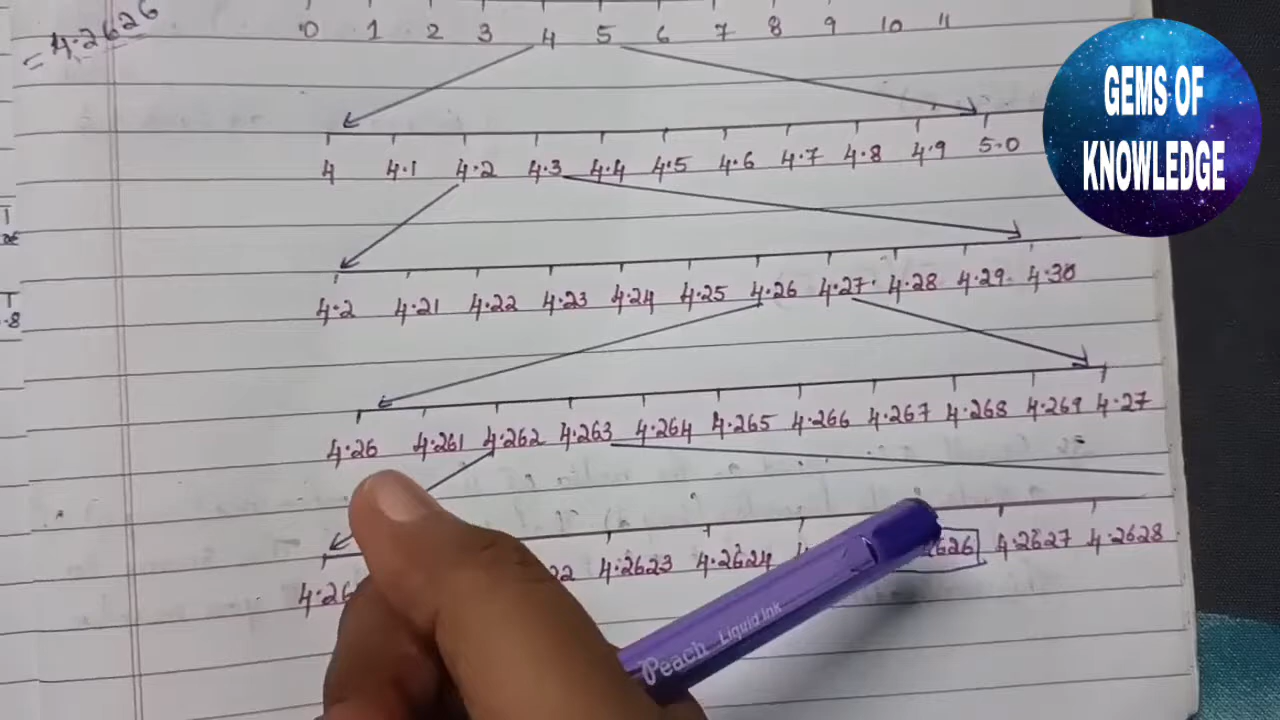 = 4.2626
0 1 2 3 4 5 6 7 8 9 10 11
GEMS OF
KNOWLEDGE
4 4.1 4.2 4.3 4.4 4.5 4.6 4.7 4.8 4.9 5.0
4.2 4.21 4.22 4.23 4.24 4.25 4.26 4.27 4.28 4.29 4.30
4.26 4.261 4.262 4.263 4.264 4.265 4.266 4.267 4.268 4.269 4.27
4.26 22 4.2623 4.2624 2626 4.2627 4.2628
Peach Liquid Ink